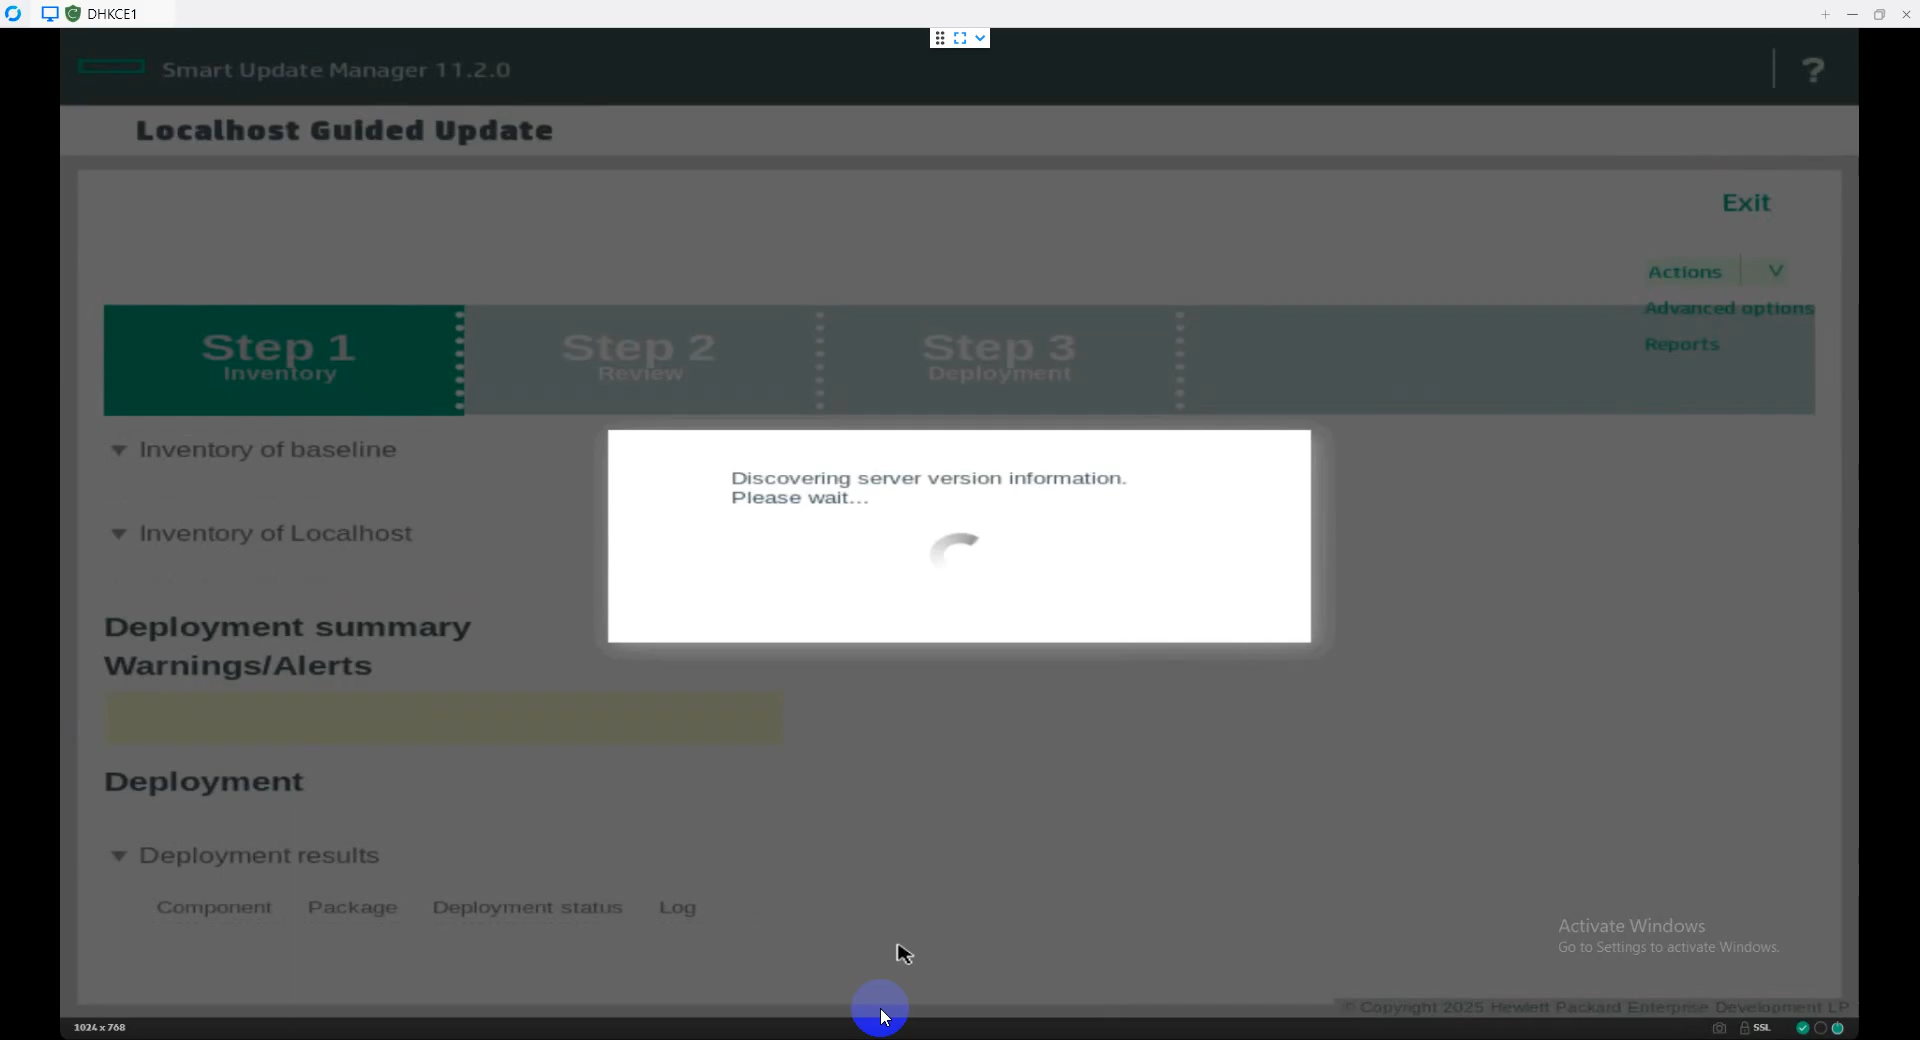 DHKCE1
Smart Update Manager 11.2.0
?
Localhost Guided Update
Exit
Actions
Advanced options
Reports
Step 1
Inventory
Step 2
Review
Step 3
Deployment
Inventory of baseline
Discovering server version information.
Please wait...
Inventory of Localhost
Deployment summary
Warnings/Alerts
Deployment
Deployment results
Component Package Deployment status Log
Activate Windows
Go to Settings to activate Windows.
© Copyright 2025 Hewlett Packard Enterprise Development LP
1024 x 768
SSL